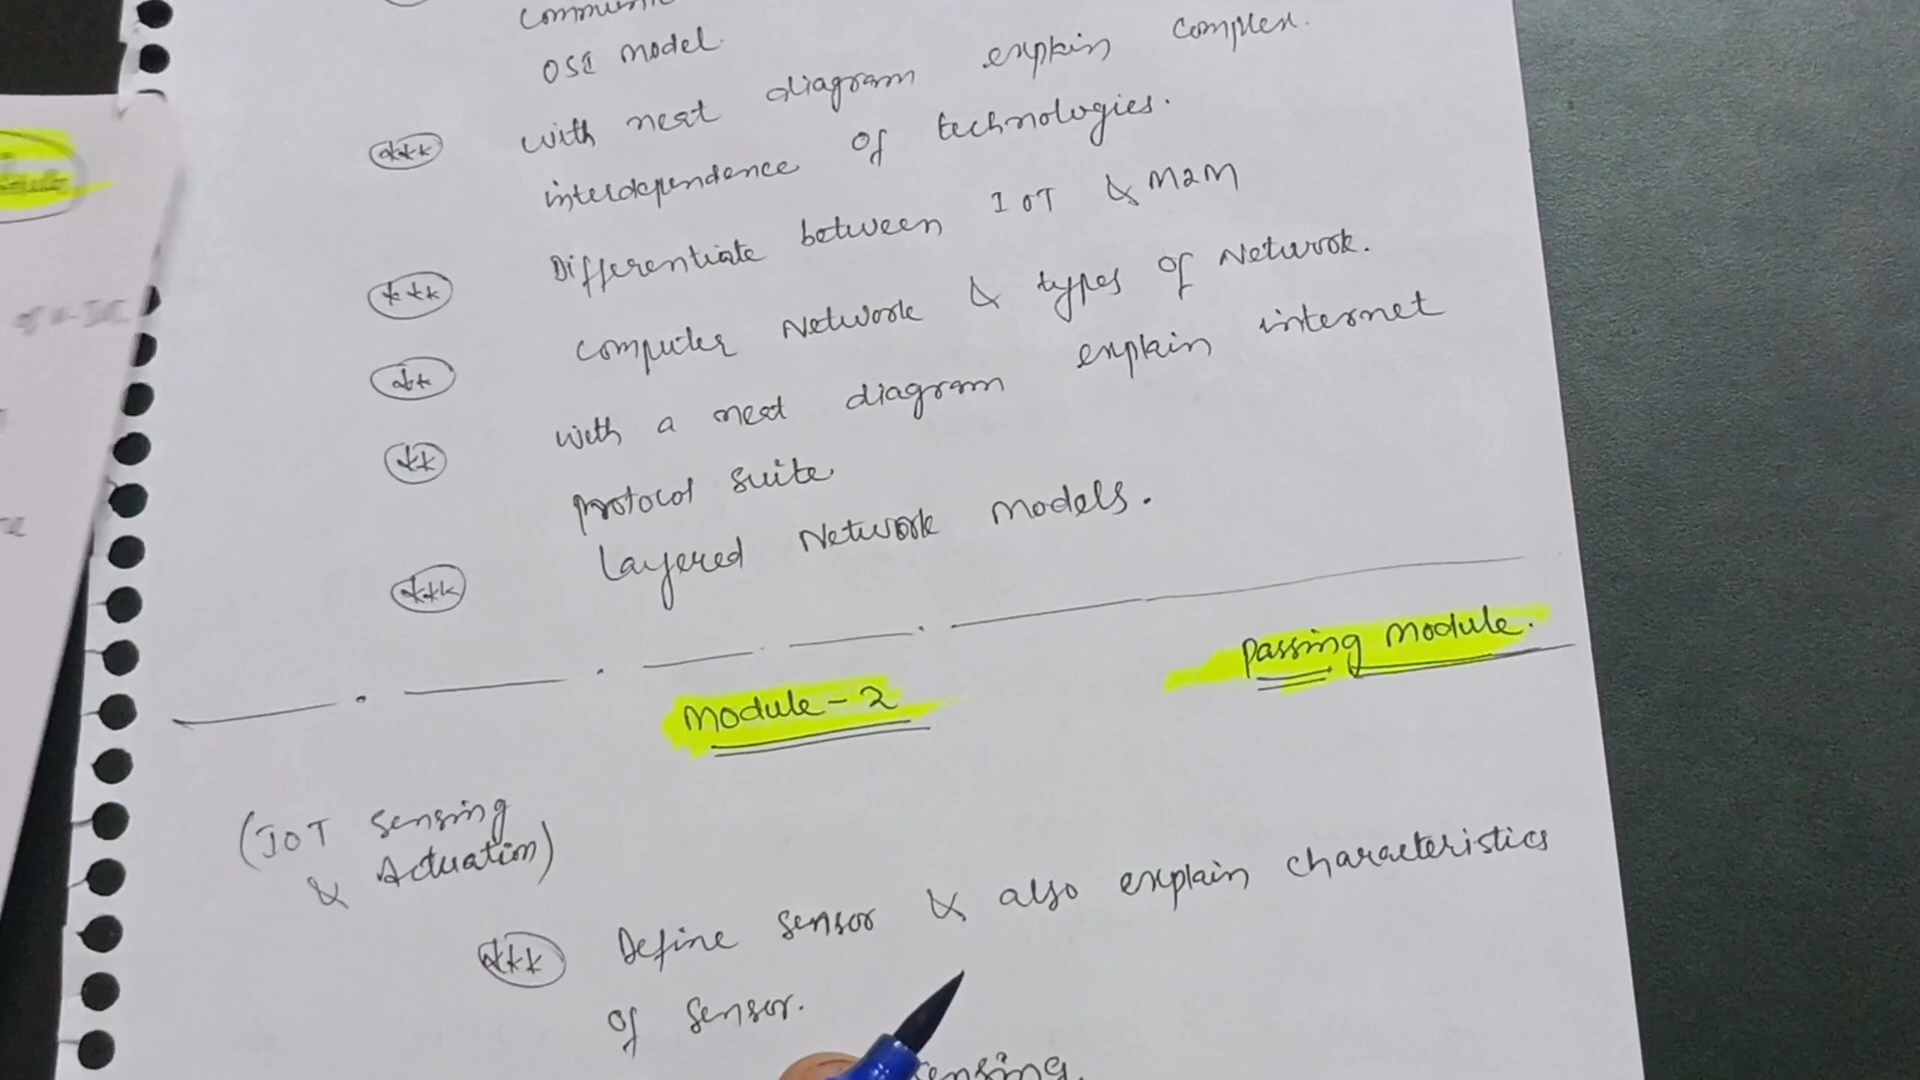 OSI model.
*** with neat diagram explain complex
interdependence of technologies.
*** Differentiate between IOT & M2M
** Computer Network & types of Network.
** with a neat diagram explain internet
protocol suite
*** Layered Network models.
Passing module.
Module-2
(IOT sensing
& Actuation)
*** Define sensor & also explain characteristics
of sensor.